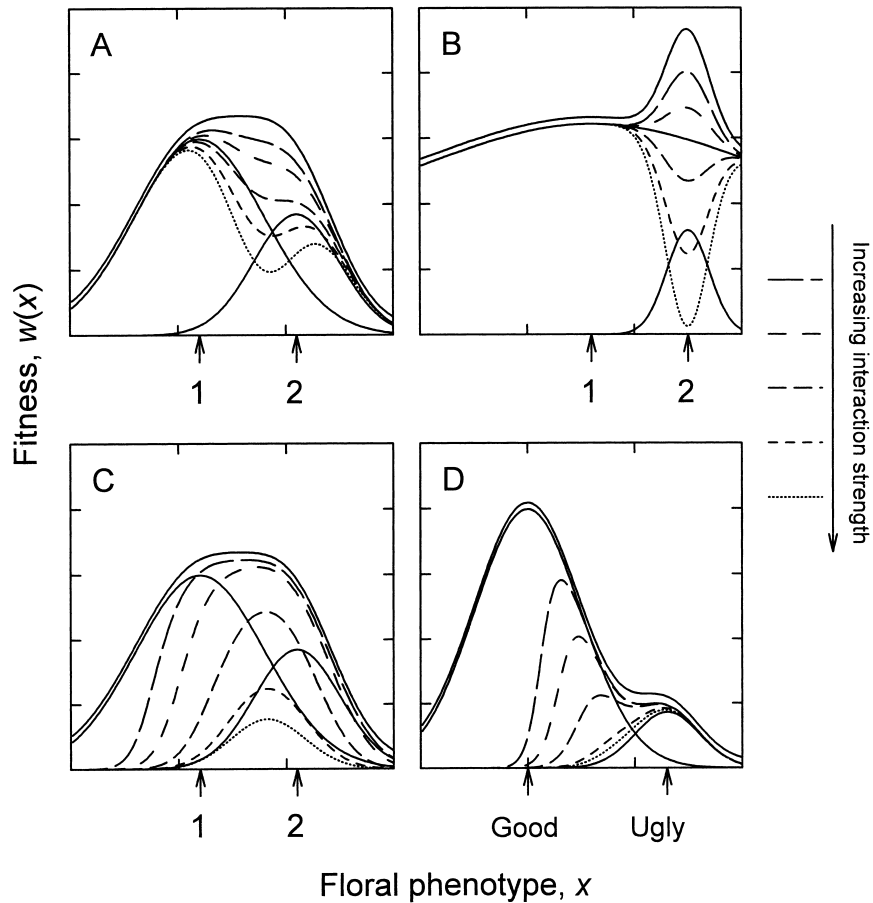 A
B
1
2
1
2
Fitness, w(x)
Increasing interaction strength
C
D
1
2
Good
Ugly
Floral phenotype, x